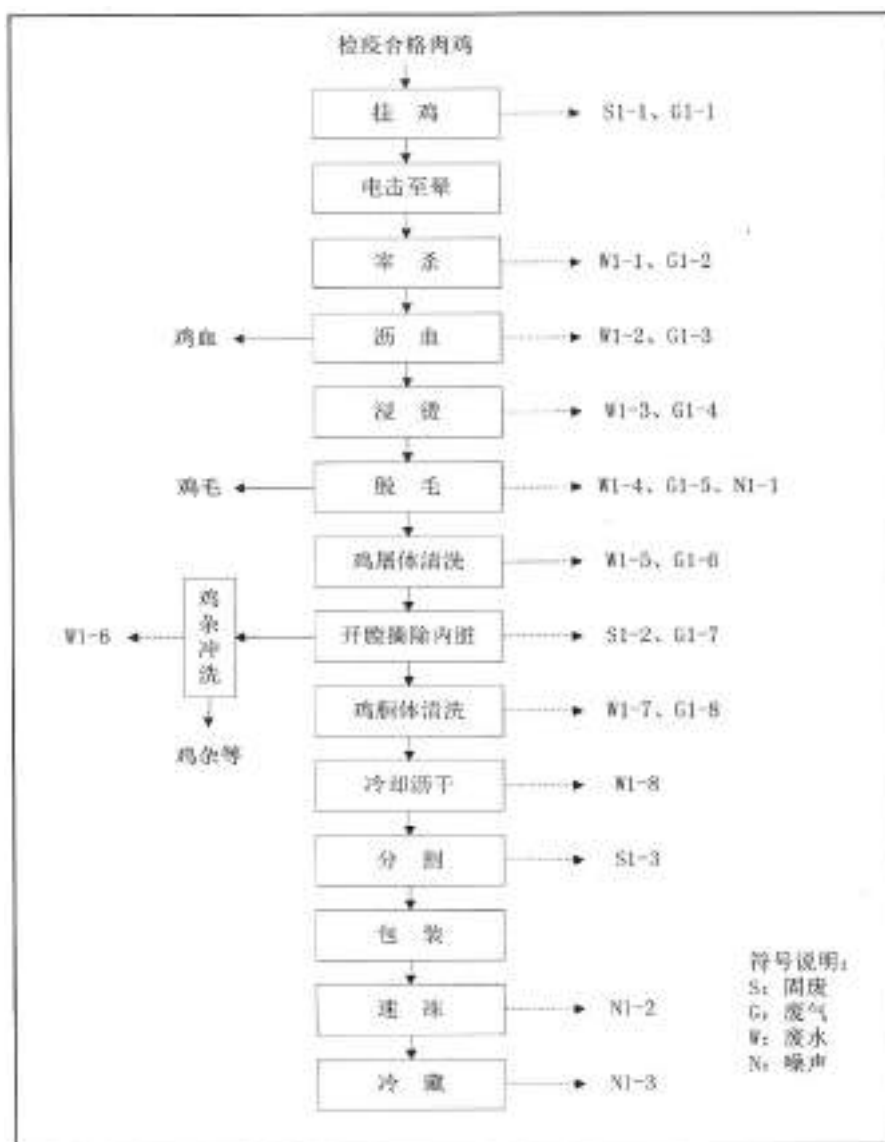 检疫合格肉鸡
挂 鸡
S1-1、G1-1
电击至晕
宰 杀
W1-1、G1-2
鸡血
沥 血
W1-2、G1-3
浸 烫
W1-3、G1-4
鸡毛
脱 毛
W1-4、G1-5、N1-1
鸡屠体清洗
W1-5、G1-6
W1-6
鸡杂冲洗
开膛摘除内脏
S1-2、G1-7
鸡胴体清洗
W1-7、G1-8
鸡杂等
冷却沥干
W1-8
分 割
S1-3
包 装
速 冻
N1-2
冷 藏
N1-3
符号说明：
S：固废
G：废气
W：废水
N：噪声